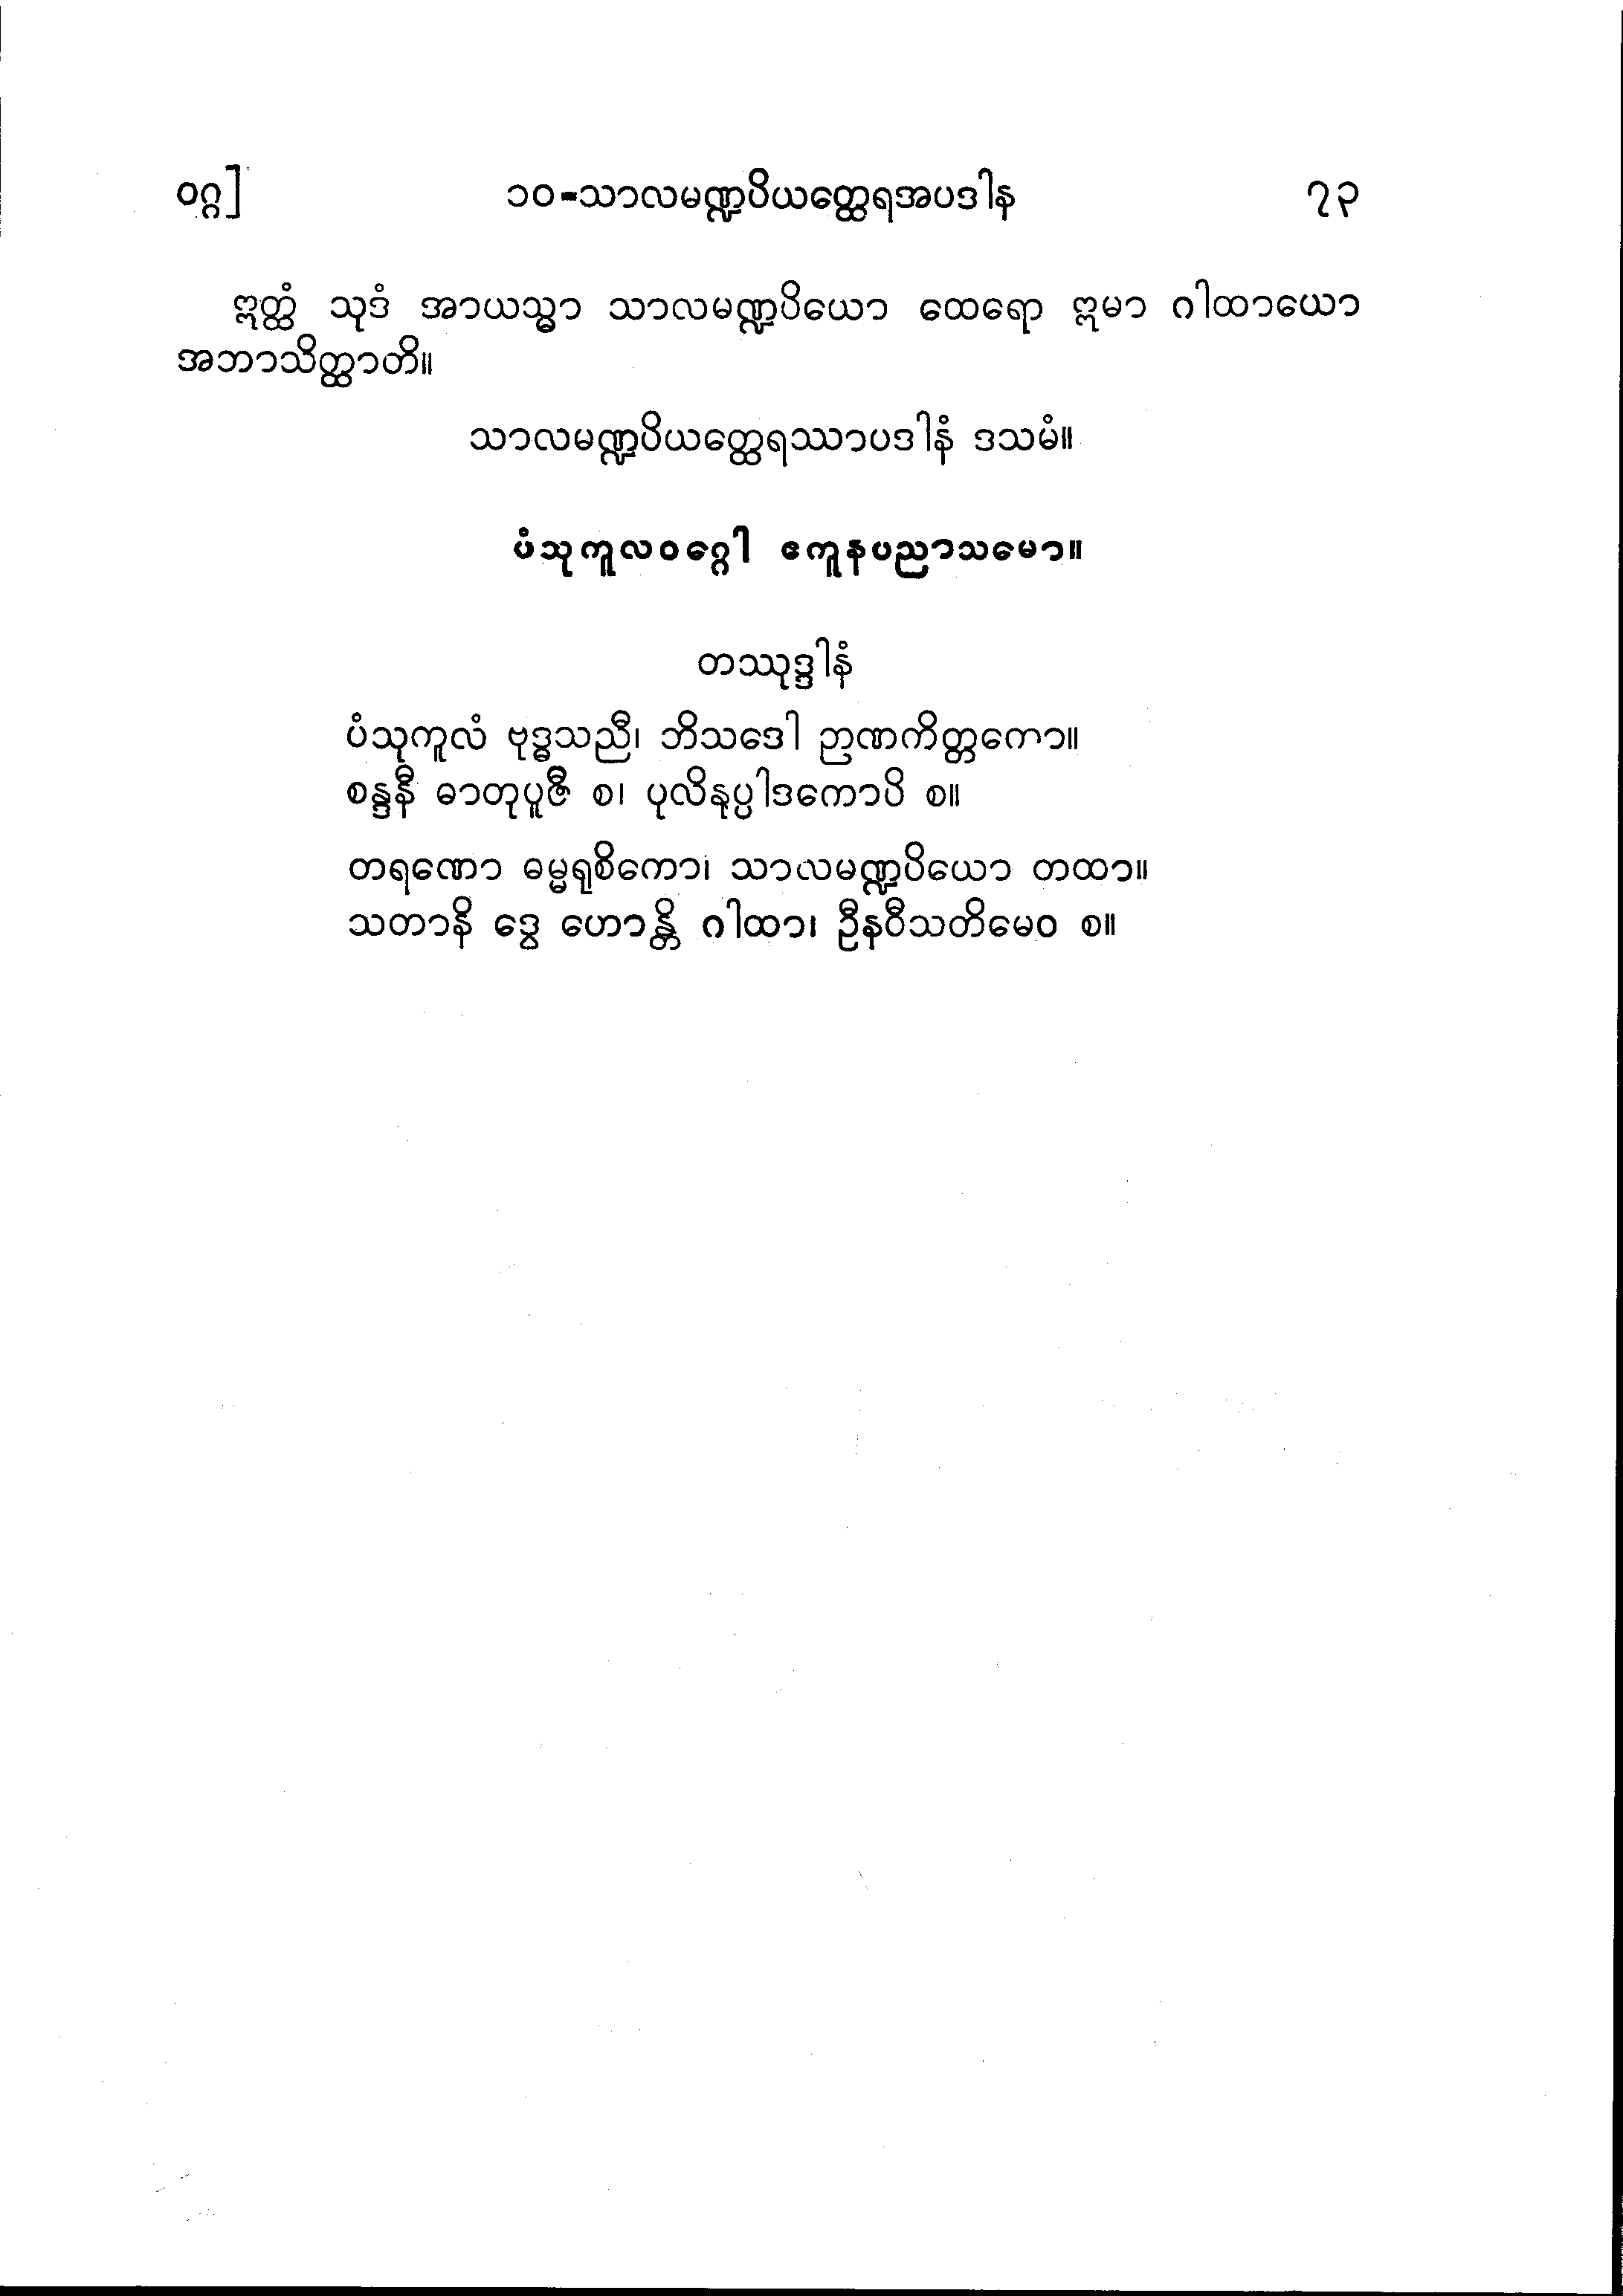 ဝဂ္ဂ] ၁၀-သာလမဏ္ဍပိယတ္ထေရအပဒါန ၇၃
ဣတ္ထံ သုဒံ အာယသ္မာ သာလမဏ္ဍပိယော ထေရော ဣမာ ဂါထာယော
အဘာသိတ္ထာတိ။
သာလမဏ္ဍပိယတ္ထေရဿာပဒါနံ ဒသမံ။
ပံသုကူလဝဂ္ဂေါ ဧကူနပညာသမော။
တဿုဒ္ဒါနံ
ပံသုကူလံ ဗုဒ္ဓသညီ၊ ဘိသဒေါ ဉာဏကိတ္တကော။
စန္ဒနီ ဓာတုပူဇီ စ၊ ပုလိနုပ္ပါဒကောပိ စ။
တရဏော ဓမ္မရုစိကော၊ သာလမဏ္ဍပိယော တထာ။
သတာနိ ဒွေ ဟောန္တိ ဂါထာ၊ ဦနဝီသတိမေဝ စ။